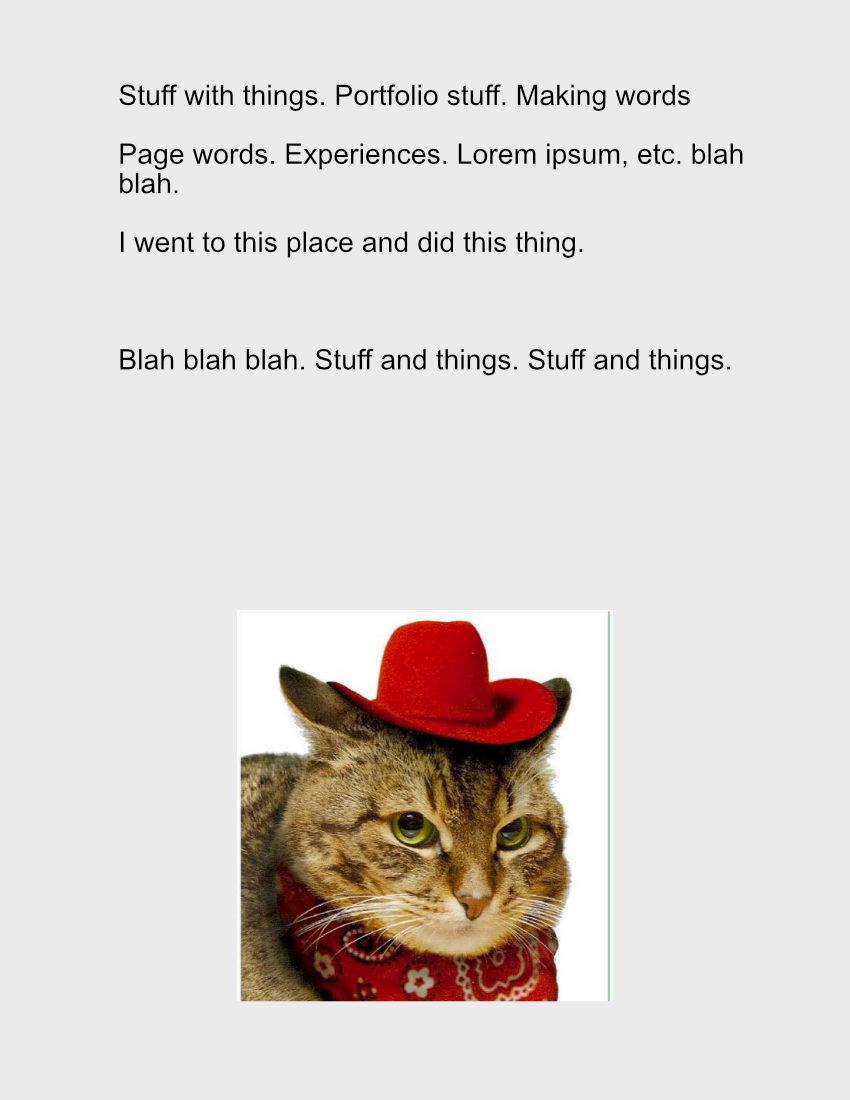 Stuff with things. Portfolio stuff. Making words
Page words. Experiences. Lorem ipsum, etc. blah
blah.
I went to this place and did this thing.
Blah blah blah. Stuff and things. Stuff and things.